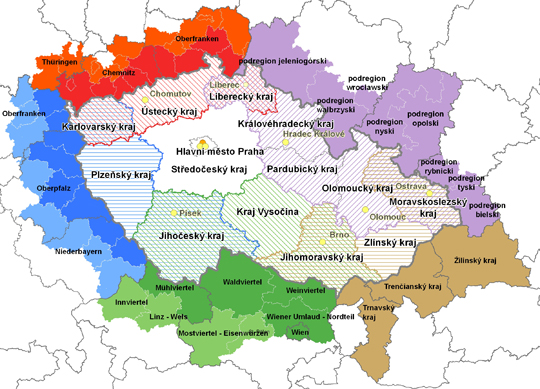 Oberfranken
Thüringen
Chemnitz
podregion jeleniogórski
podregion
wroclawski
Oberfranken
Chomutov
Liberec
Liberecký kraj
podregion
walbrzyski
Ústecký kraj
Karlovarský kraj
Královéhradecký kraj
podregion
nyski
podregion
opolski
Hradec Králové
Hlavní město Praha
Plzeňský kraj
Středočeský kraj
Pardubický kraj
podregion
rybnicki
podregion
tyski
Oberpfalz
Olomoucký kraj
Ostrava
Moravskoslezský
kraj
podregion
bielski
Písek
Kraj Vysočina
Olomouc
Jihočeský kraj
Brno
Zlínský kraj
Niederbayern
Jihomoravský kraj
Žilinský kraj
Mühlviertel
Waldviertel
Weinviertel
Trenčianský kraj
Innviertel
Linz - Wels
Wiener Umlaud - Nordteil
Trnavský
kraj
Mostviertel - Eisenwurzen
Wien